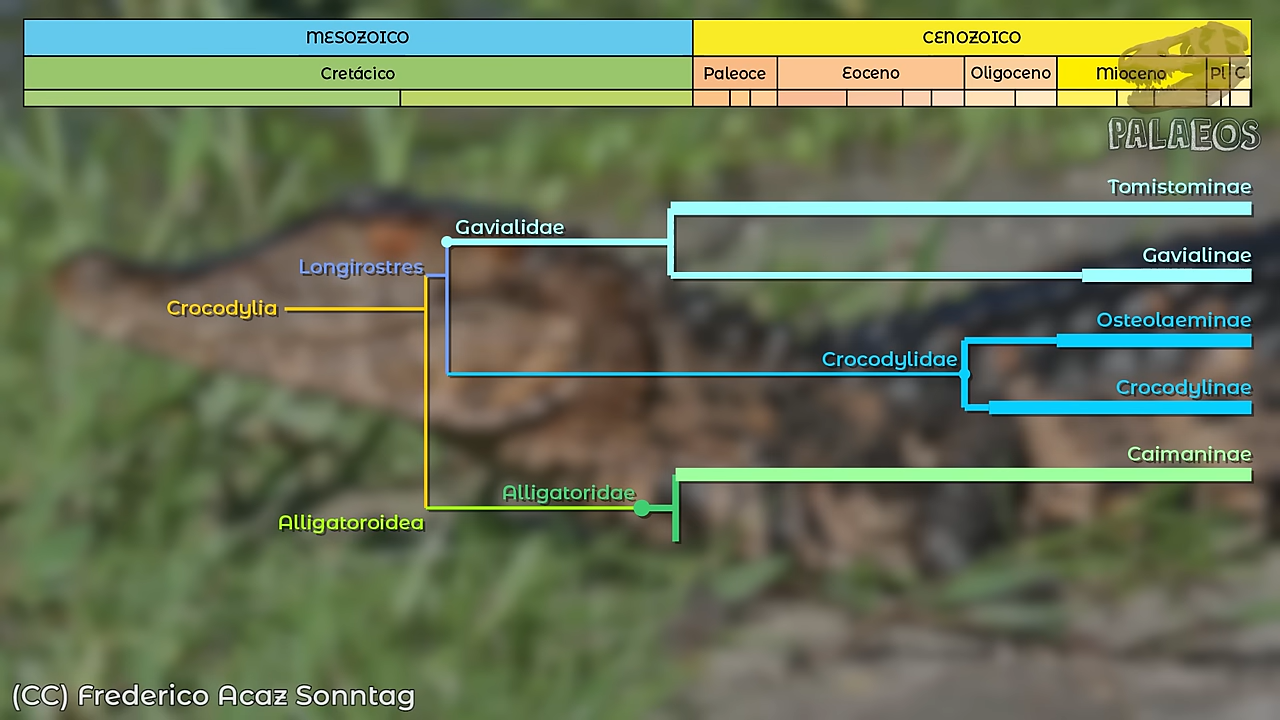 MESOZOICO
CENOZOICO
Cretácico
Paleoce
Eoceno
Oligoceno
Mioceno
Pl
C
PALAEOS
Tomistominae
Gavialidae
Gavialinae
Longirostres
Crocodylia
Osteolaeminae
Crocodylidae
Crocodylinae
Caimaninae
Alligatoridae
Alligatoroidea
(CC) Frederico Acaz Sonntag